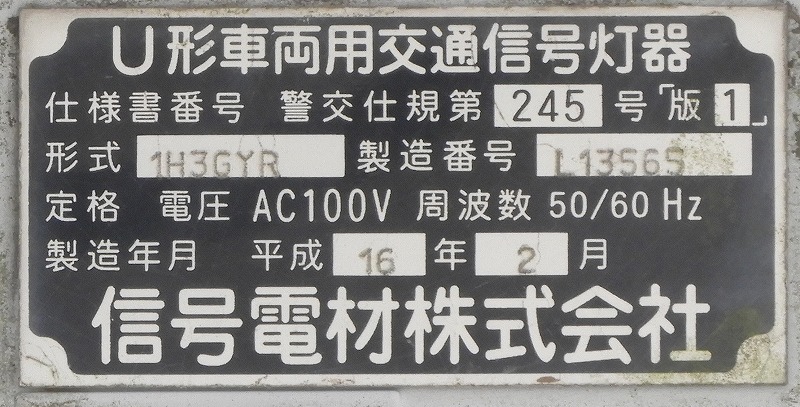 U形車両用交通信号灯器
仕様書番号 警交仕規第 245 号「版 1」
形式 1H3GYR 製造番号 L13565
定格 電圧 AC100V 周波数 50/60 Hz
製造年月 平成 16 年 2 月
信号電材株式会社